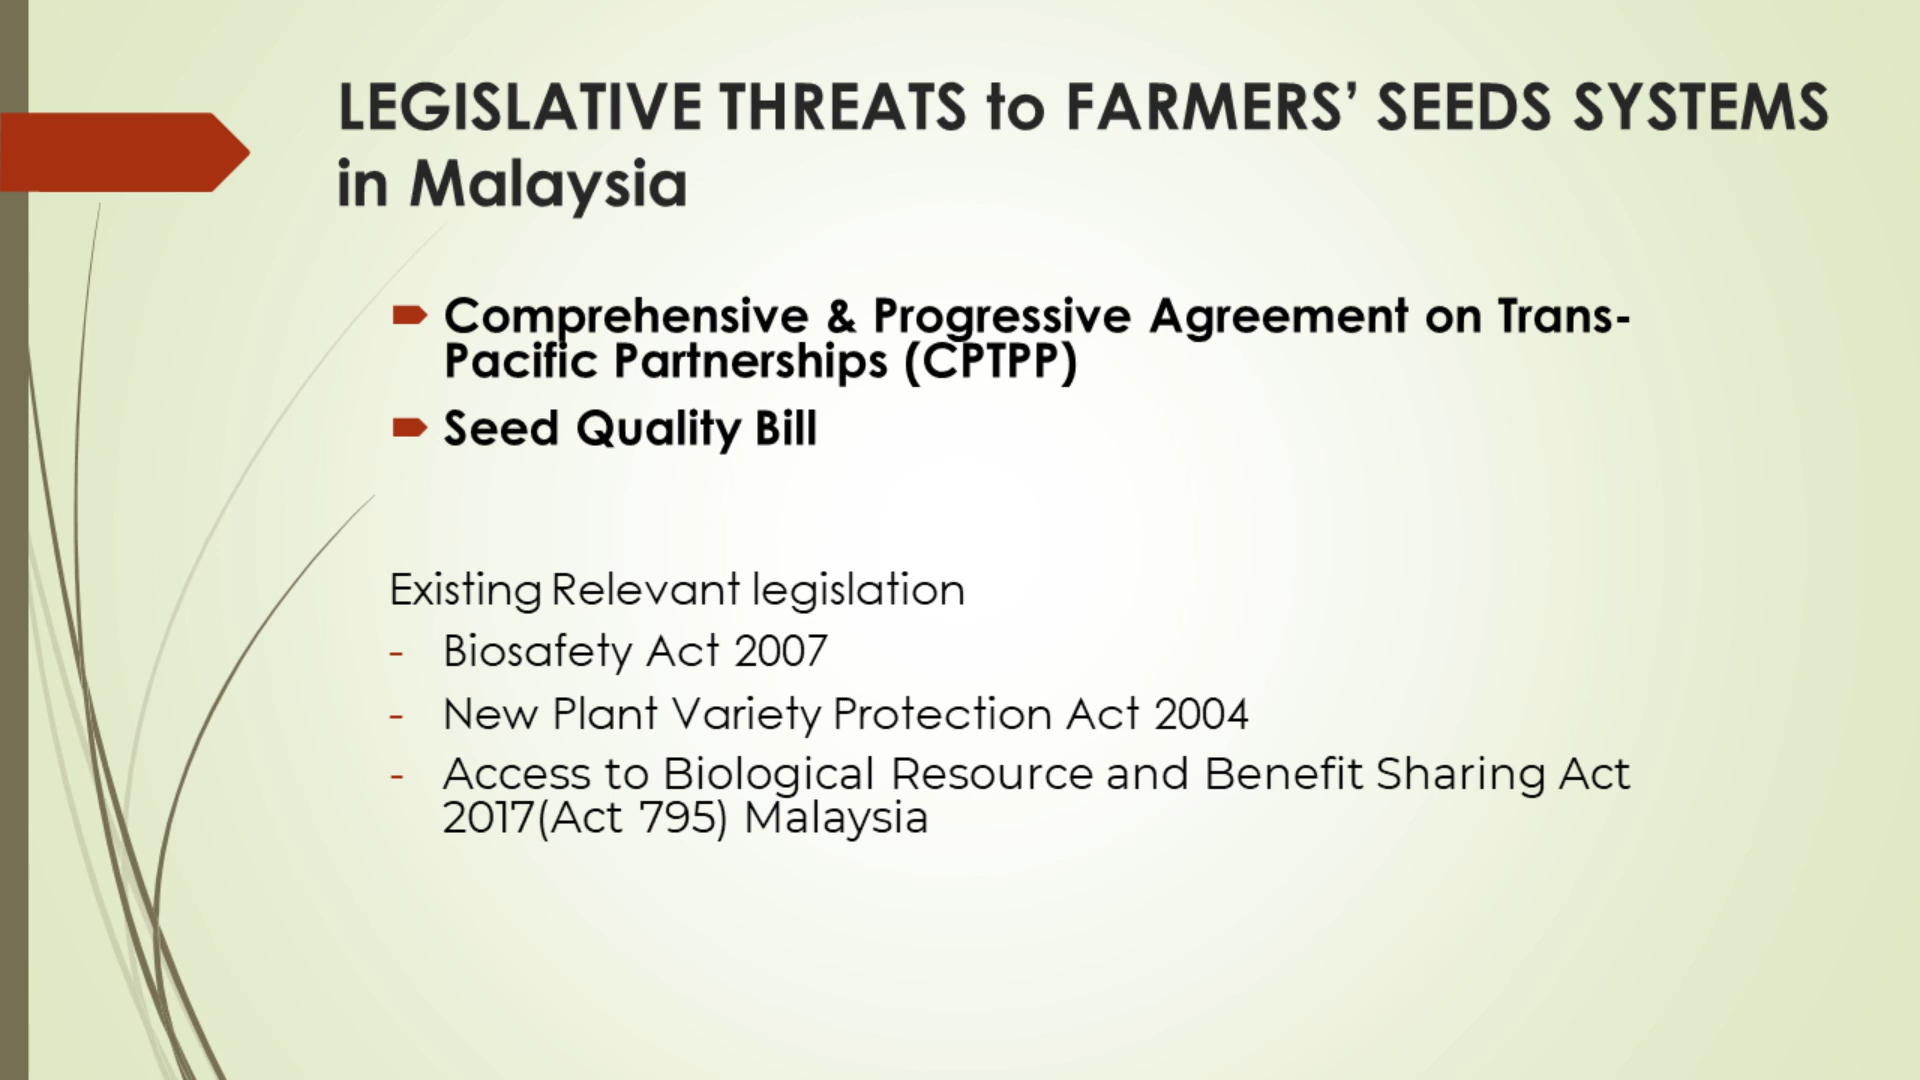 LEGISLATIVE THREATS to FARMERS’ SEEDS SYSTEMS
in Malaysia
Comprehensive & Progressive Agreement on Trans-
Pacific Partnerships (CPTPP)
Seed Quality Bill
Existing Relevant legislation
- Biosafety Act 2007
- New Plant Variety Protection Act 2004
- Access to Biological Resource and Benefit Sharing Act
2017(Act 795) Malaysia